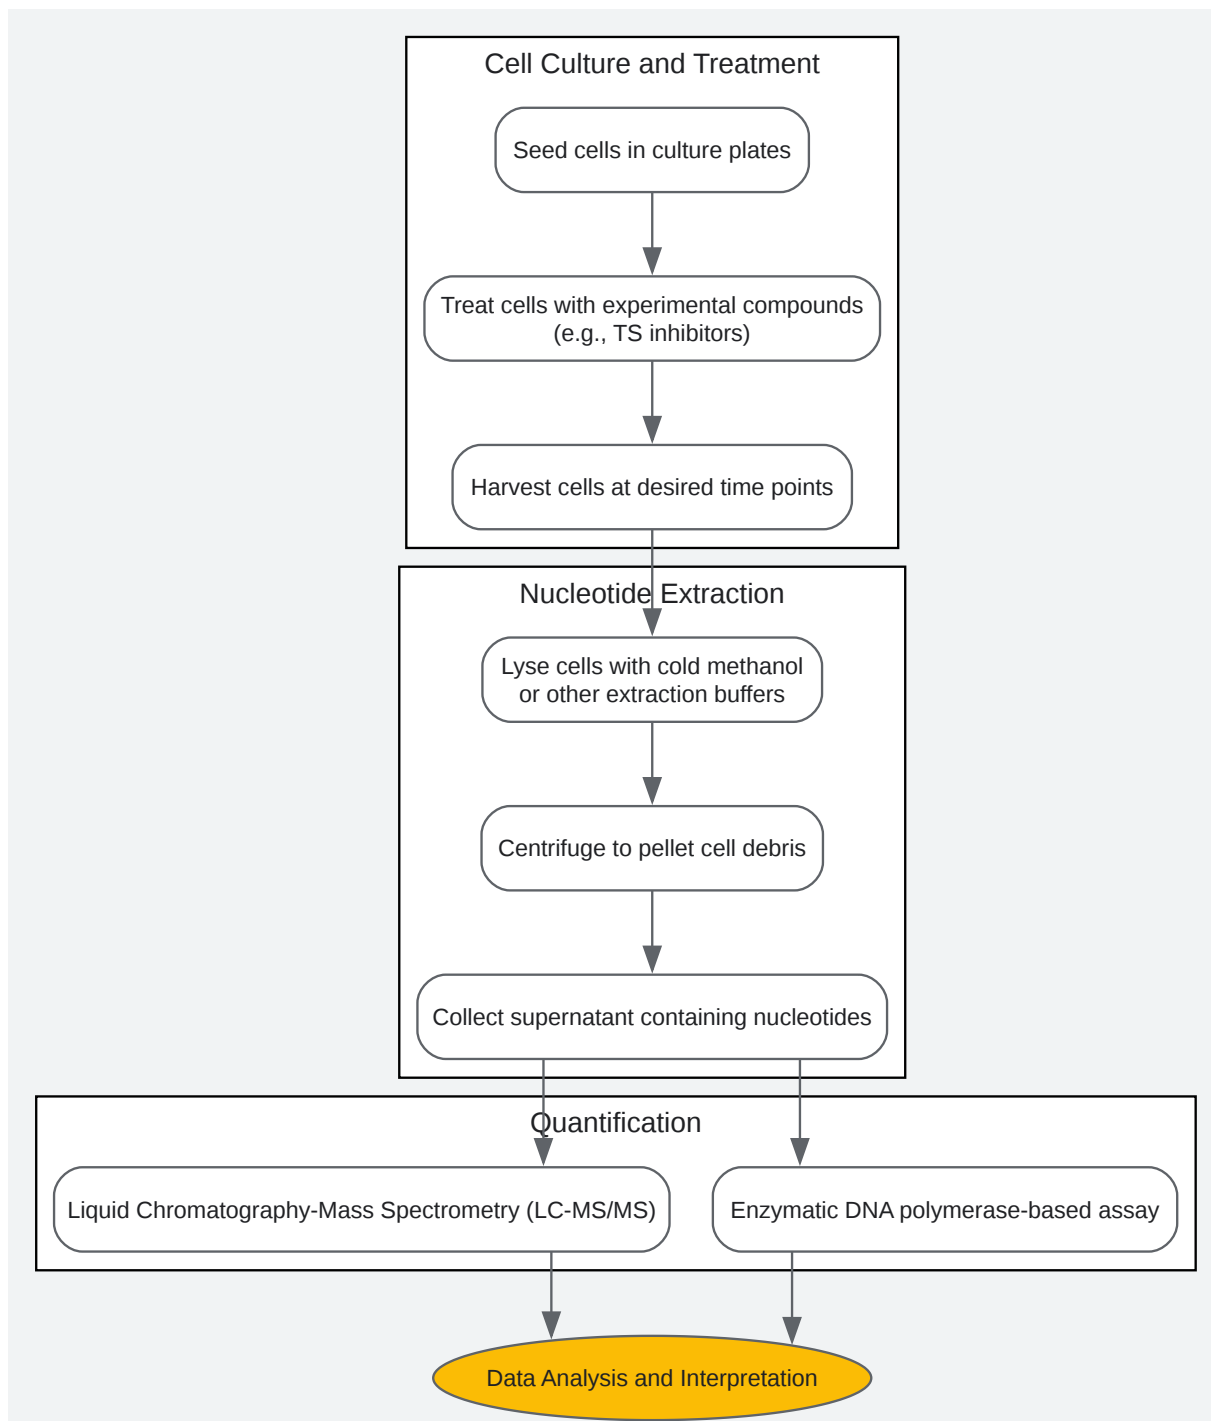 Cell Culture and Treatment
Seed cells in culture plates
Treat cells with experimental compounds
(e.g., TS inhibitors)
Harvest cells at desired time points
Nucleotide Extraction
Lyse cells with cold methanol
or other extraction buffers
Centrifuge to pellet cell debris
Collect supernatant containing nucleotides
Quantification
Liquid Chromatography-Mass Spectrometry (LC-MS/MS)
Enzymatic DNA polymerase-based assay
Data Analysis and Interpretation